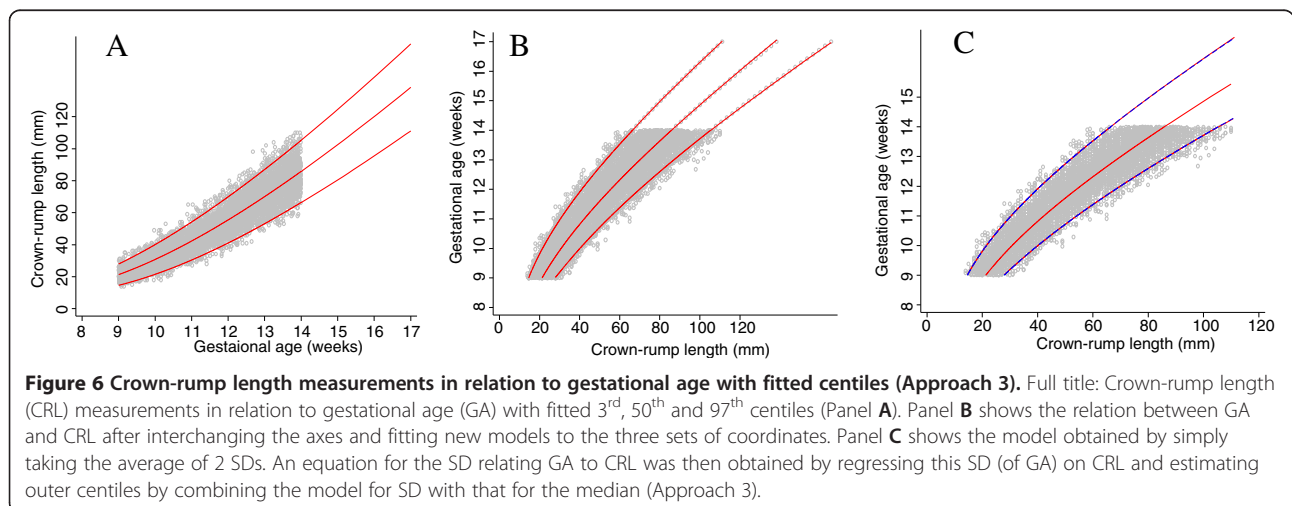 A
B
C
Crown-rump length (mm)
0 20 40 60 80 100 120
8 9 10 11 12 13 14 15 16 17
Gestaional age (weeks)
Gestational age (weeks)
8 9 10 11 12 13 14 15 16 17
0 20 40 60 80 100 120
Crown-rump length (mm)
Gestational age (weeks)
8 9 10 11 12 13 14 15
0 20 40 60 80 100 120
Crown-rump length (mm)
Figure 6 Crown-rump length measurements in relation to gestational age with fitted centiles (Approach 3). Full title: Crown-rump length
(CRL) measurements in relation to gestational age (GA) with fitted 3rd, 50th and 97th centiles (Panel A). Panel B shows the relation between GA
and CRL after interchanging the axes and fitting new models to the three sets of coordinates. Panel C shows the model obtained by simply
taking the average of 2 SDs. An equation for the SD relating GA to CRL was then obtained by regressing this SD (of GA) on CRL and estimating
outer centiles by combining the model for SD with that for the median (Approach 3).